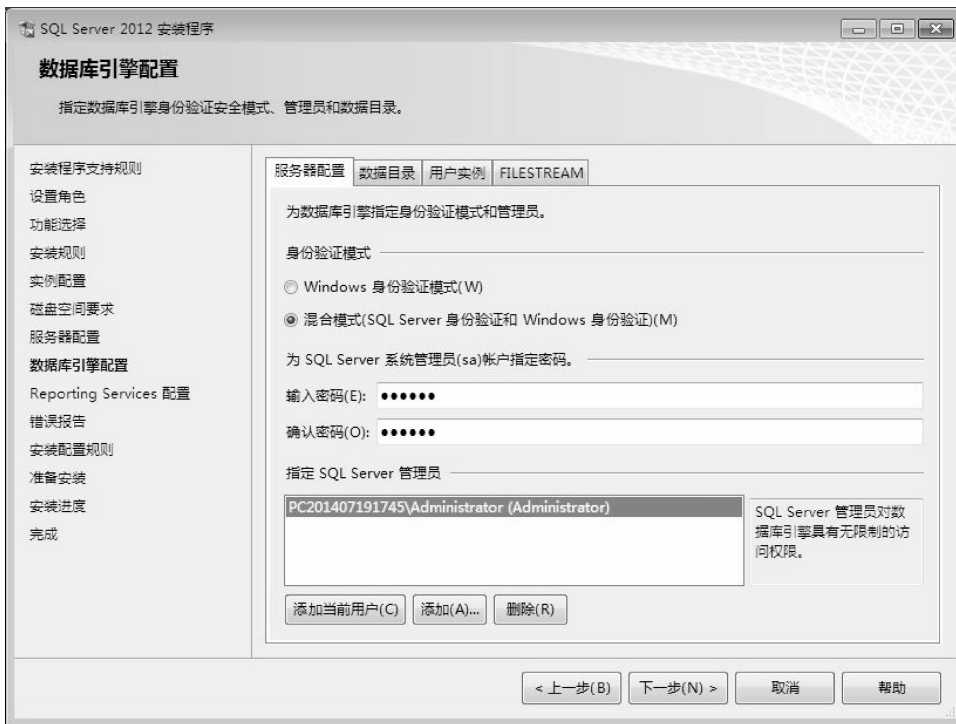 SQL Server 2012 安装程序
数据库引擎配置
指定数据库引擎身份验证安全模式、管理员和数据目录。
安装程序支持规则
设置角色
功能选择
安装规则
实例配置
磁盘空间要求
服务器配置
数据库引擎配置
Reporting Services 配置
错误报告
安装配置规则
准备安装
安装进度
完成
服务器配置 数据目录 用户实例 FILESTREAM
为数据库引擎指定身份验证模式和管理员。
身份验证模式
Windows 身份验证模式(W)
混合模式(SQL Server 身份验证和 Windows 身份验证)(M)
为 SQL Server 系统管理员(sa)帐户指定密码。
输入密码(E): ●●●●●●
确认密码(O): ●●●●●●
指定 SQL Server 管理员
PC201407191745\Administrator (Administrator)
SQL Server 管理员对数
据库引擎具有无限制的访
问权限。
添加当前用户(C) 添加(A)... 删除(R)
< 上一步(B) 下一步(N) > 取消 帮助